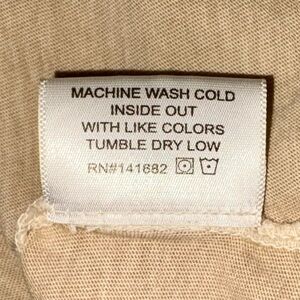 MACHINE WASH COLD
INSIDE OUT
WITH LIKE COLORS
TUMBLE DRY LOW
RN#141682